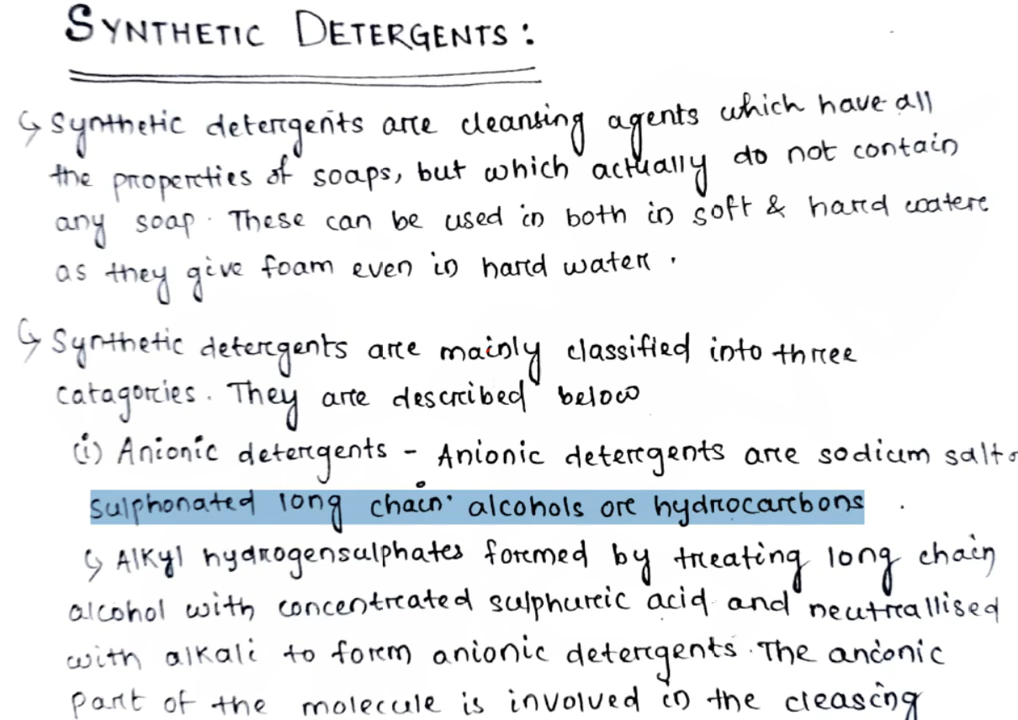 SYNTHETIC DETERGENTS:
↳ Synthetic detergents are cleansing agents which have all
the properties of soaps, but which actually do not contain
any soap. These can be used in both in soft & hard water
as they give foam even in hard water.
↳ Synthetic detergents are mainly classified into three
catagories. They are described below
(i) Anionic detergents - Anionic detergents are sodium salts
sulphonated long chain alcohols or hydrocarbons.
↳ Alkyl hydrogensulphates formed by treating long chain
alcohol with concentrated sulphuric acid and neutrallised
with alkali to form anionic detergents. The anionic
part of the molecule is involved in the cleasing